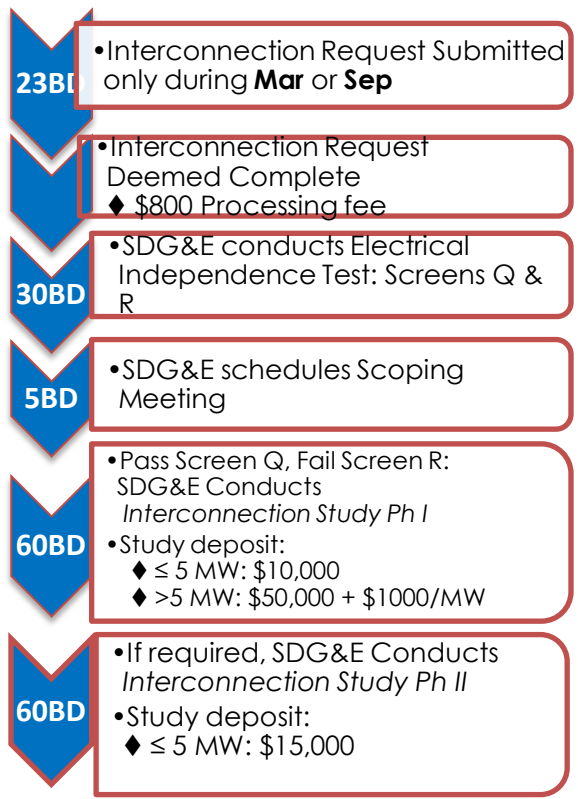 23BD
•Interconnection Request Submitted
only during Mar or Sep
•Interconnection Request
Deemed Complete
♦ $800 Processing fee
30BD
•SDG&E conducts Electrical
Independence Test: Screens Q &
R
5BD
•SDG&E schedules Scoping
Meeting
60BD
•Pass Screen Q, Fail Screen R:
SDG&E Conducts
Interconnection Study Ph I
•Study deposit:
♦ ≤ 5 MW: $10,000
♦ >5 MW: $50,000 + $1000/MW
60BD
•If required, SDG&E Conducts
Interconnection Study Ph II
•Study deposit:
♦ ≤ 5 MW: $15,000